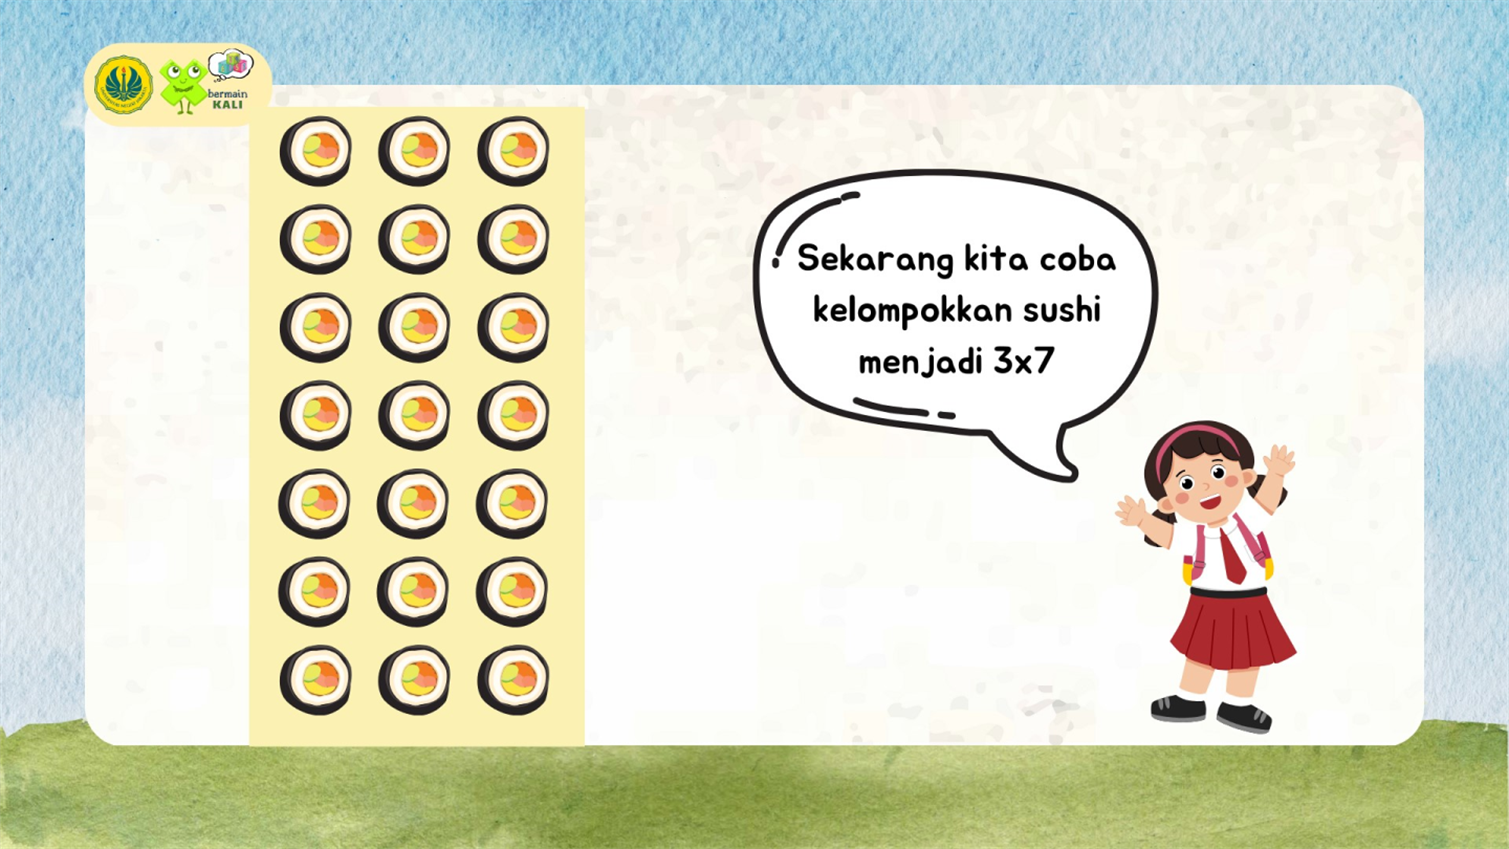 bermain
KALI
Sekarang kita coba
kelompokkan sushi
menjadi 3x7